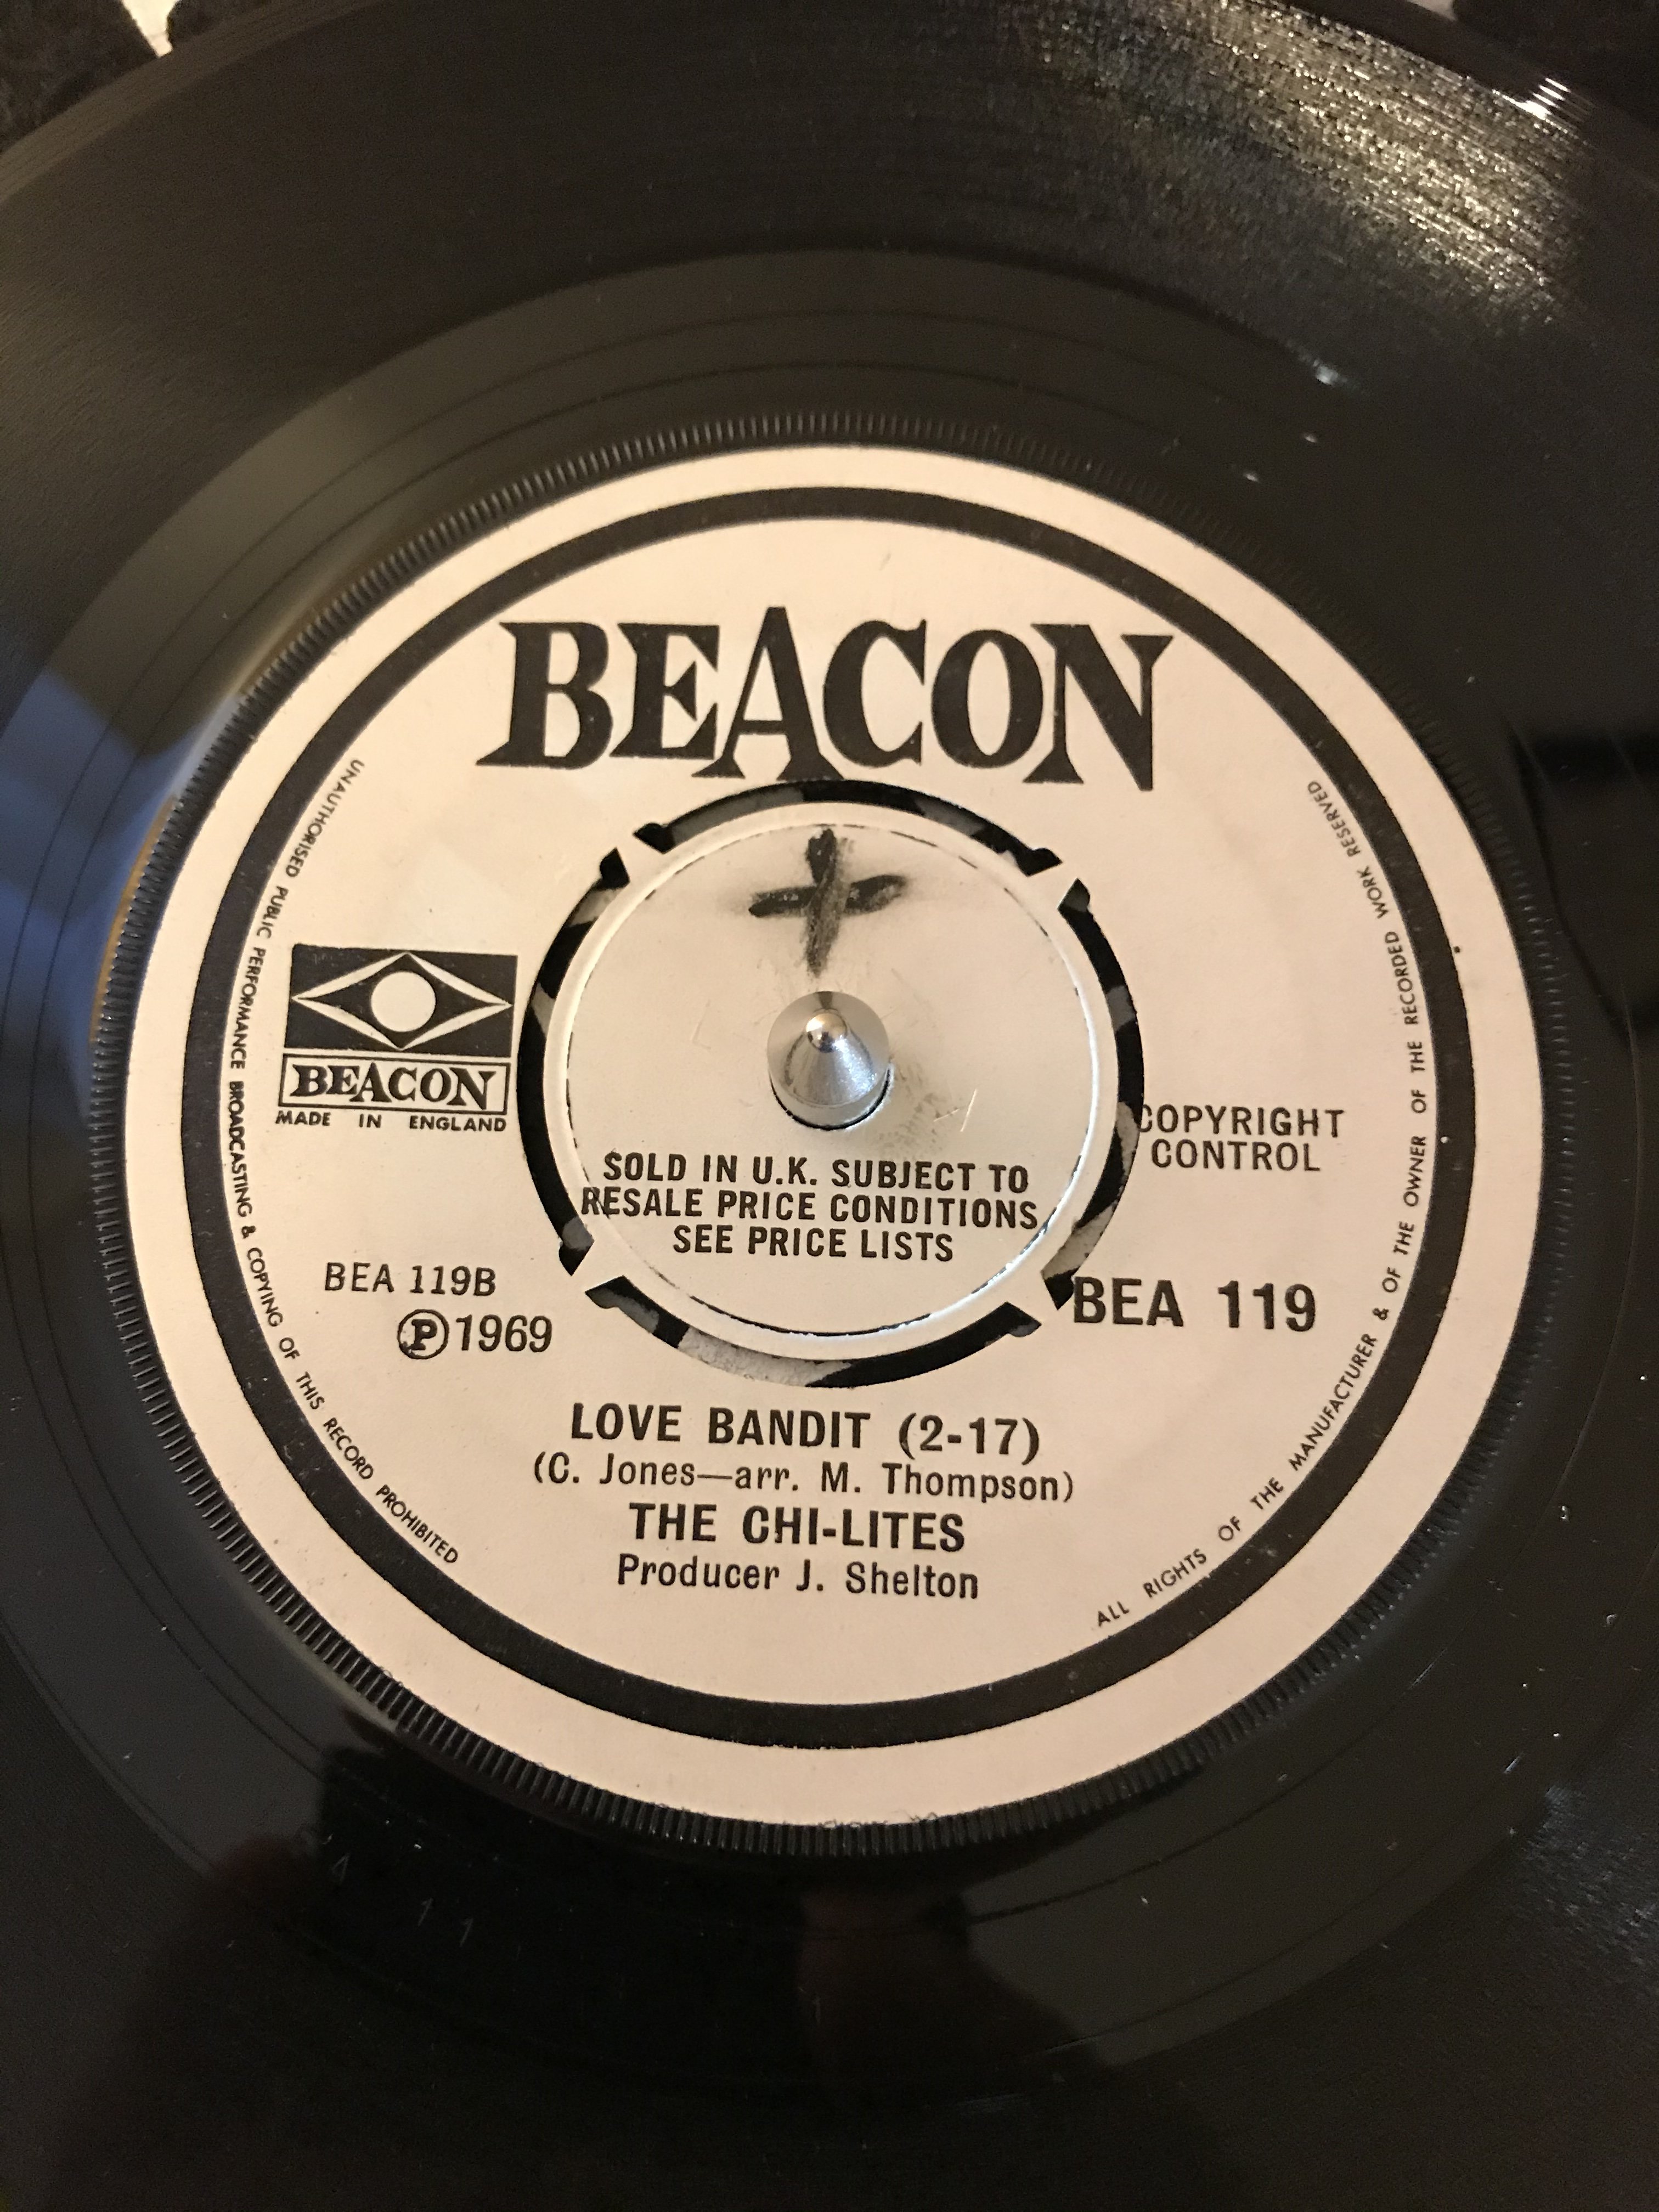 BEACON
UNAUTHORISED PUBLIC PERFORMANCE BROADCASTING & COPYING OF THIS RECORD PROHIBITED
ALL RIGHTS OF THE MANUFACTURER & OF THE OWNER OF THE RECORDED WORK RESERVED
BEACON
MADE IN ENGLAND
COPYRIGHT
CONTROL
SOLD IN U.K. SUBJECT TO
RESALE PRICE CONDITIONS
SEE PRICE LISTS
BEA 119B
Ⓟ1969
BEA 119
LOVE BANDIT (2-17)
(C. Jones—arr. M. Thompson)
THE CHI-LITES
Producer J. Shelton